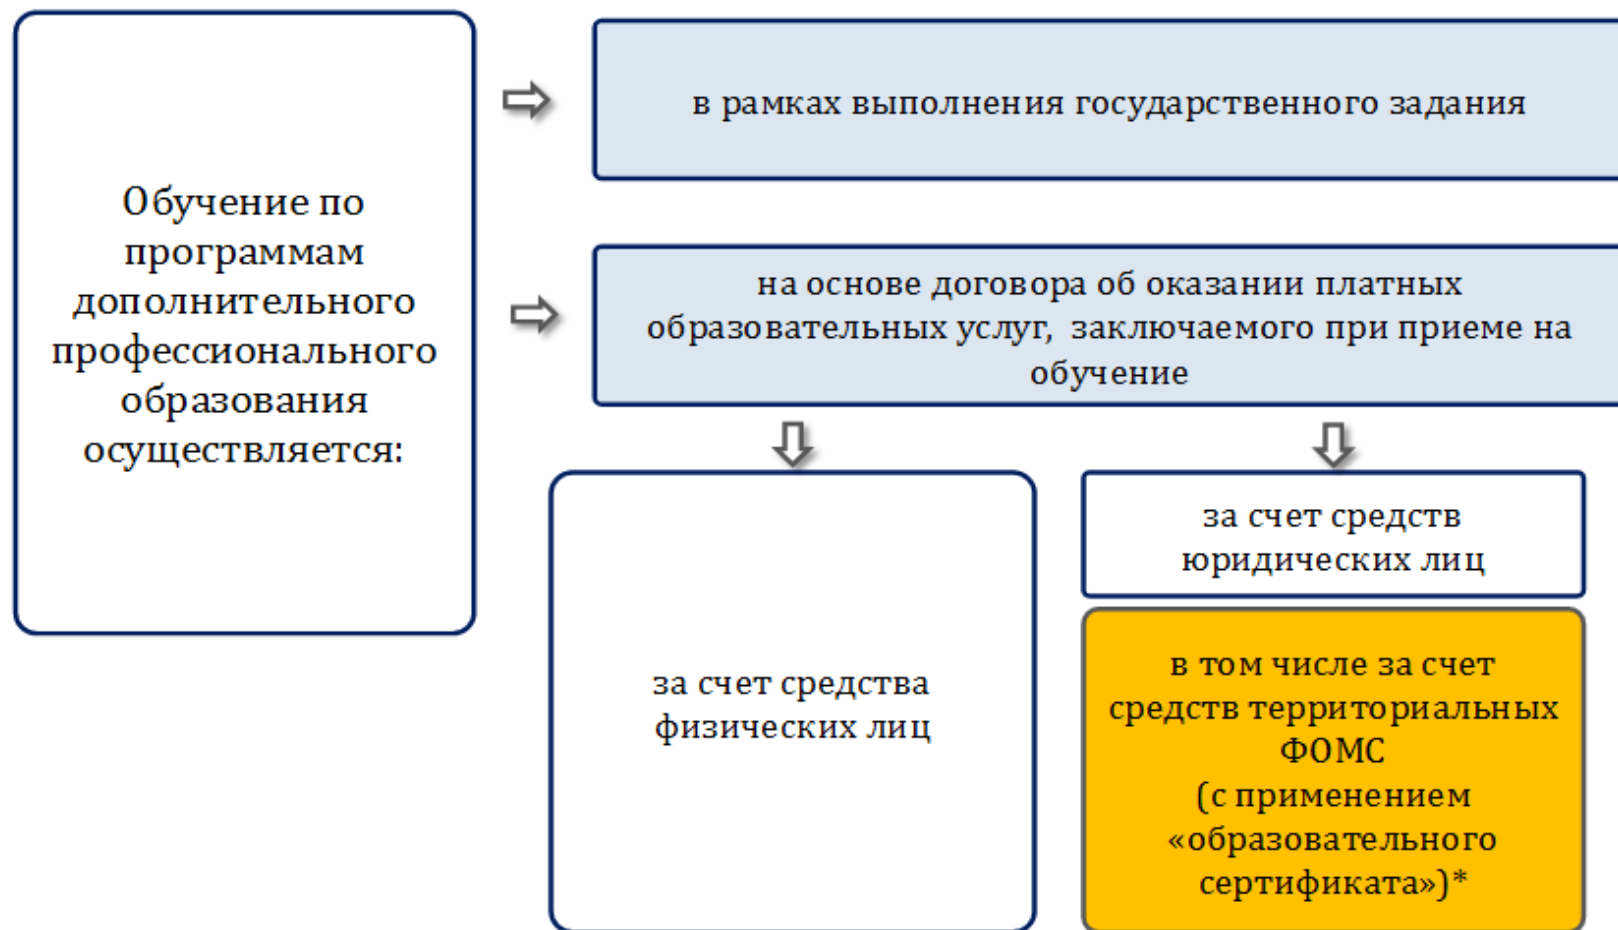 Обучение по
программам
дополнительного
профессионального
образования
осуществляется:
в рамках выполнения государственного задания
на основе договора об оказании платных
образовательных услуг, заключаемого при приеме на
обучение
за счет средства
физических лиц
за счет средств
юридических лиц
в том числе за счет
средств территориальных
ФОМС
(с применением
«образовательного
сертификата»)*